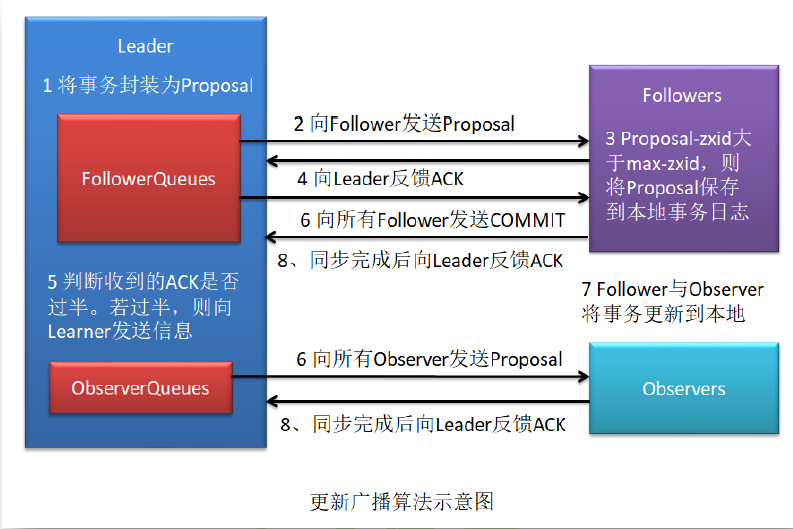 Leader
1 将事务封装为Proposal
FollowerQueues
2 向Follower发送Proposal
4 向Leader反馈ACK
6 向所有Follower发送COMMIT
8、同步完成后向Leader反馈ACK
Followers
3 Proposal-zxid大
于max-zxid，则
将Proposal保存
到本地事务日志
5 判断收到的ACK是否
过半。若过半，则向
Learner发送信息
7 Follower与Observer
将事务更新到本地
ObserverQueues
6 向所有Observer发送Proposal
8、同步完成后向Leader反馈ACK
Observers
更新广播算法示意图